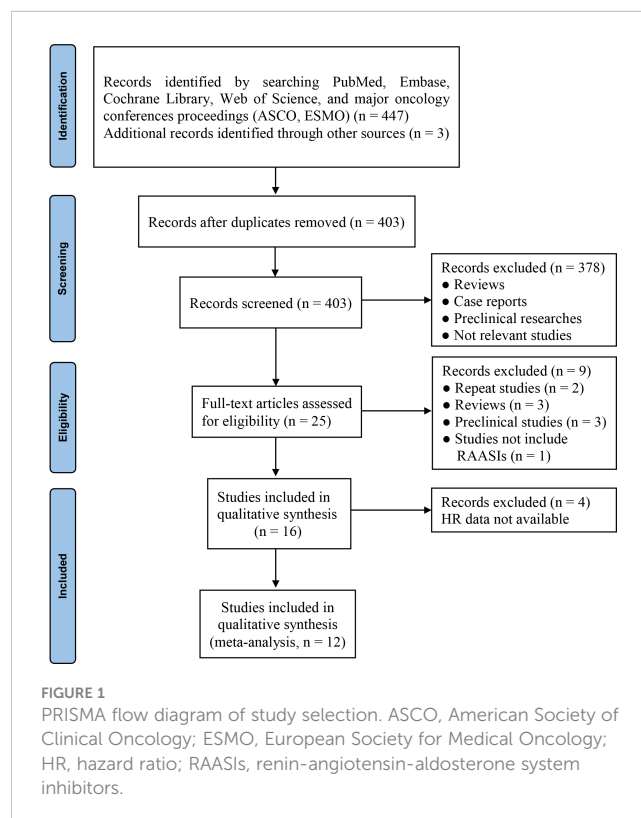 Identification
Records identified by searching PubMed, Embase,
Cochrane Library, Web of Science, and major oncology
conferences proceedings (ASCO, ESMO) (n = 447)
Additional records identified through other sources (n = 3)
Screening
Records after duplicates removed (n = 403)
Records screened (n = 403)
Records excluded (n = 378)
● Reviews
● Case reports
● Preclinical researches
● Not relevant studies
Eligibility
Full-text articles assessed
for eligibility (n = 25)
Records excluded (n = 9)
● Repeat studies (n = 2)
● Reviews (n = 3)
● Preclinical studies (n = 3)
● Studies not include
RAASIs (n = 1)
Included
Studies included in
qualitative synthesis
(n = 16)
Records excluded (n = 4)
HR data not available
Studies included in
qualitative synthesis
(meta-analysis, n = 12)
FIGURE 1
PRISMA flow diagram of study selection. ASCO, American Society of
Clinical Oncology; ESMO, European Society for Medical Oncology;
HR, hazard ratio; RAASIs, renin-angiotensin-aldosterone system
inhibitors.